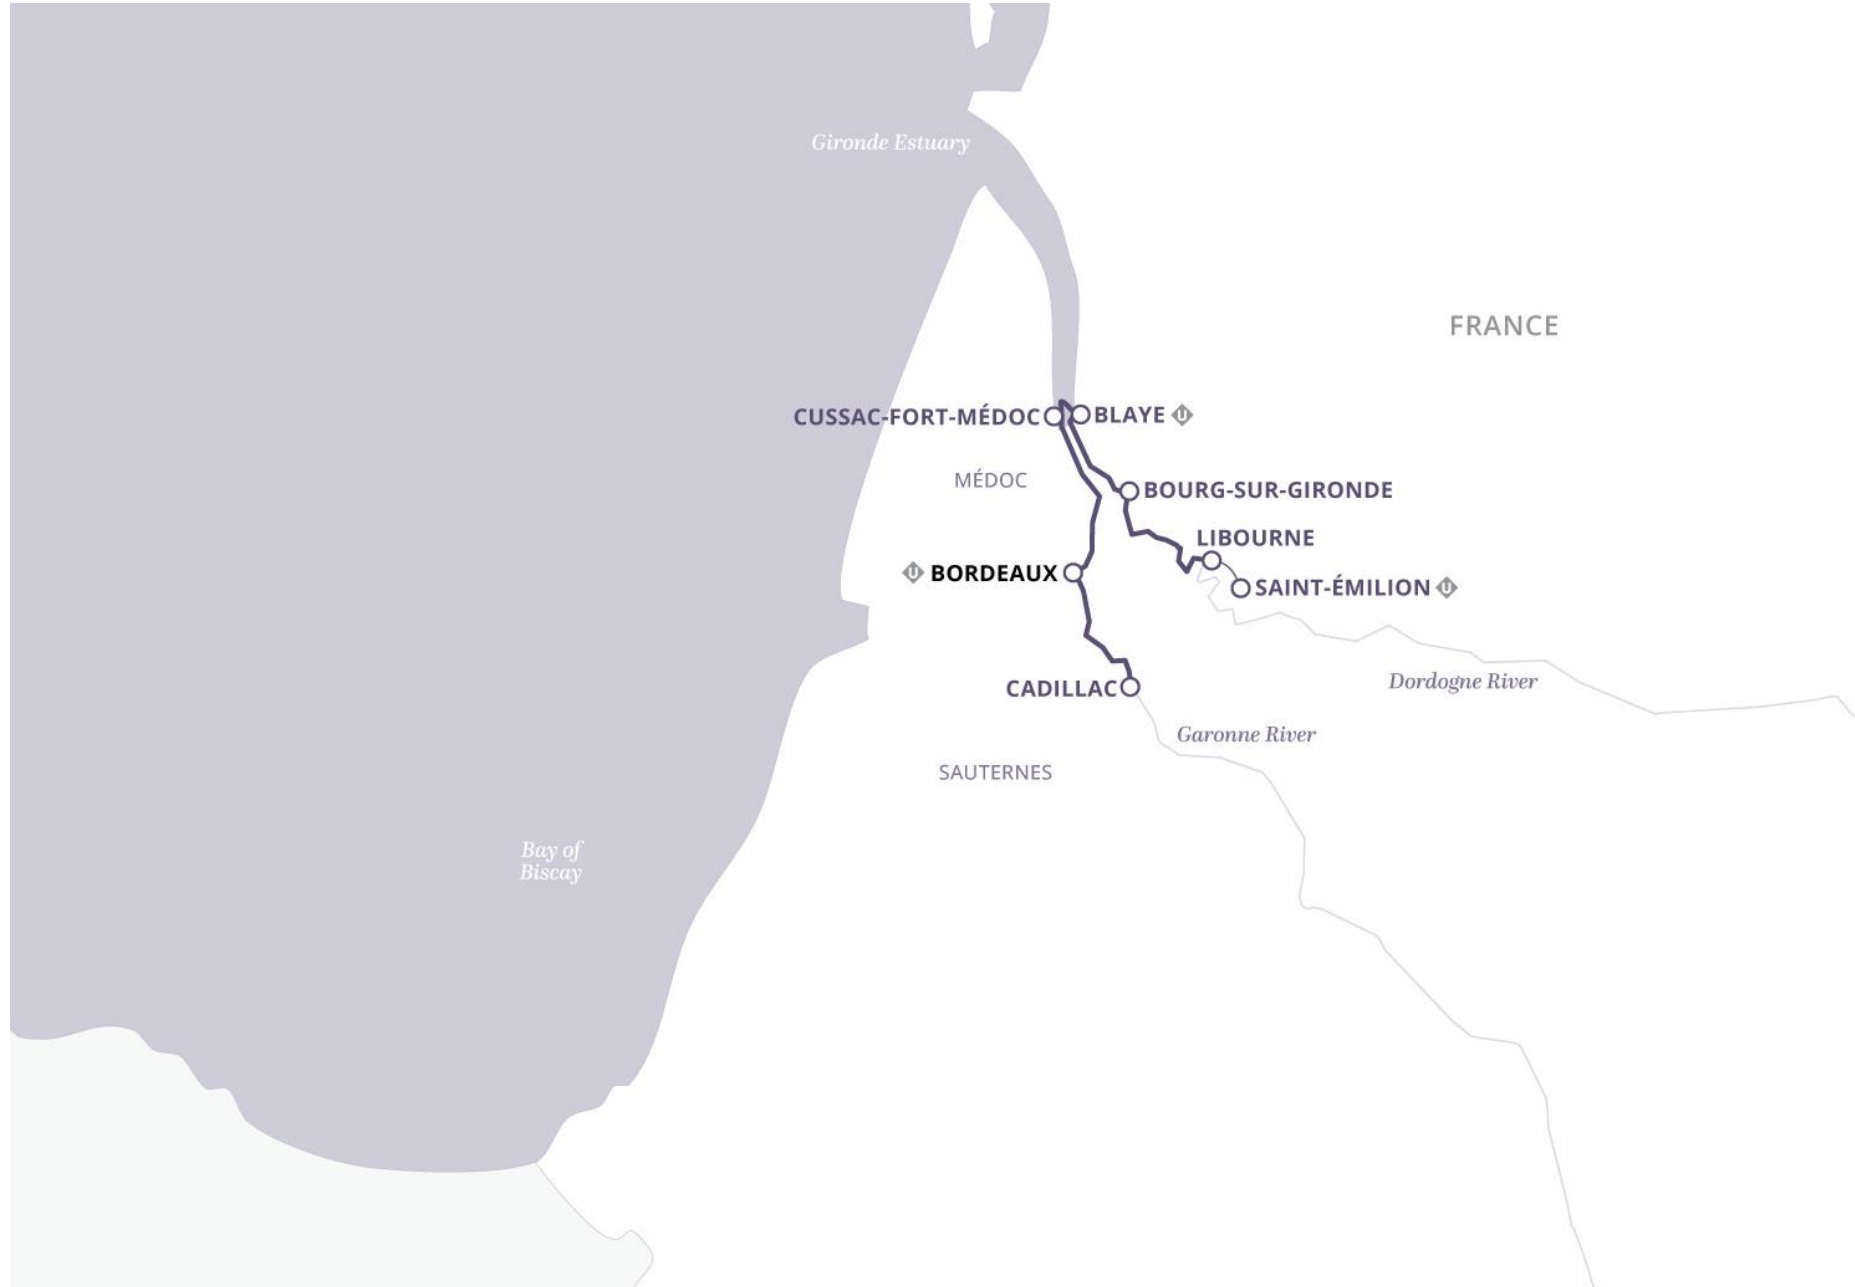 Gironde Estuary
FRANCE
CUSSAC-FORT-MÉDOC
BLAYE U
MÉDOC
BOURG-SUR-GIRONDE
LIBOURNE
U BORDEAUX
SAINT-ÉMILION U
Dordogne River
CADILLAC
Garonne River
SAUTERNES
Bay of
Biscay